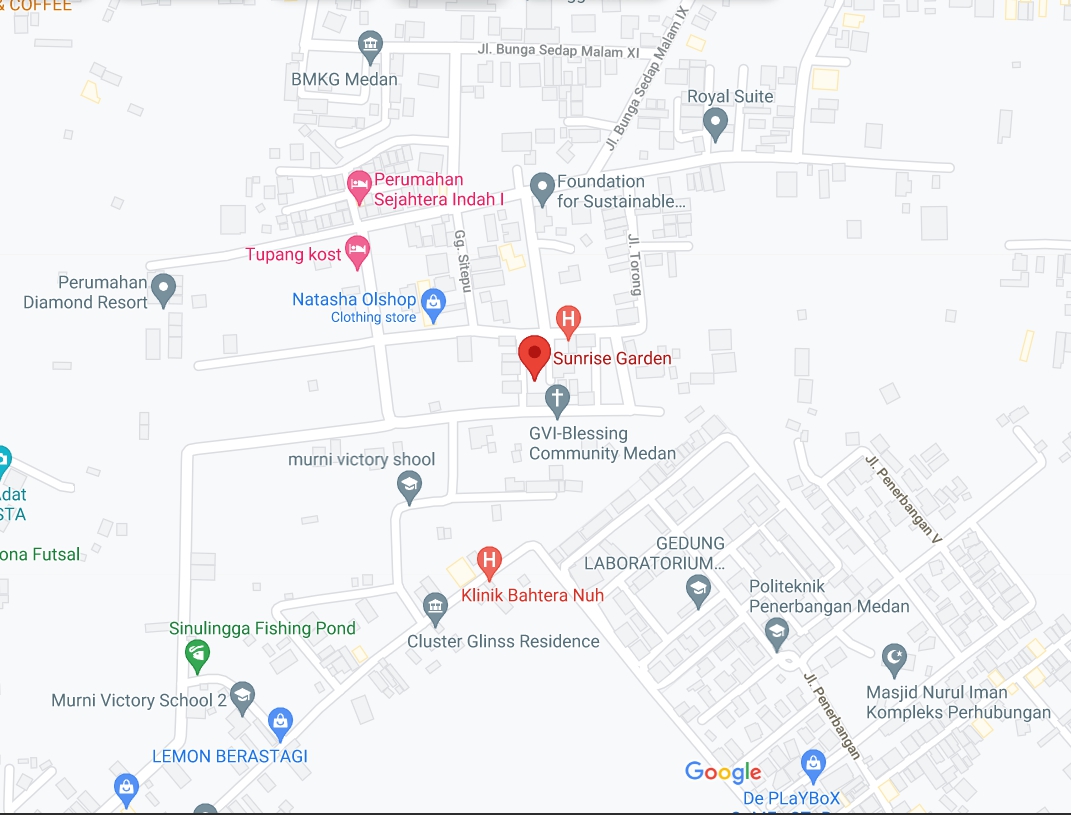 & COFFEE
Jl. Bunga Sedap Malam XI
Jl. Bunga Sedap Malam IX
BMKG Medan
Royal Suite
Perumahan
Sejahtera Indah I
Foundation
for Sustainable...
Gg. Sitepu
Jl. Torong
Tupang kost
Perumahan
Diamond Resort
Natasha Olshop
Clothing store
H
Sunrise Garden
GVI-Blessing
Community Medan
murni victory shool
Jl. Penerbangan V
Adat
STA
ona Futsal
GEDUNG
LABORATORIUM...
H
Klinik Bahtera Nuh
Politeknik
Penerbangan Medan
Cluster Glinss Residence
Sinulingga Fishing Pond
Masjid Nurul Iman
Kompleks Perhubungan
Murni Victory School 2
Jl. Penerbangan
LEMON BERASTAGI
Google
De PLaYBoX